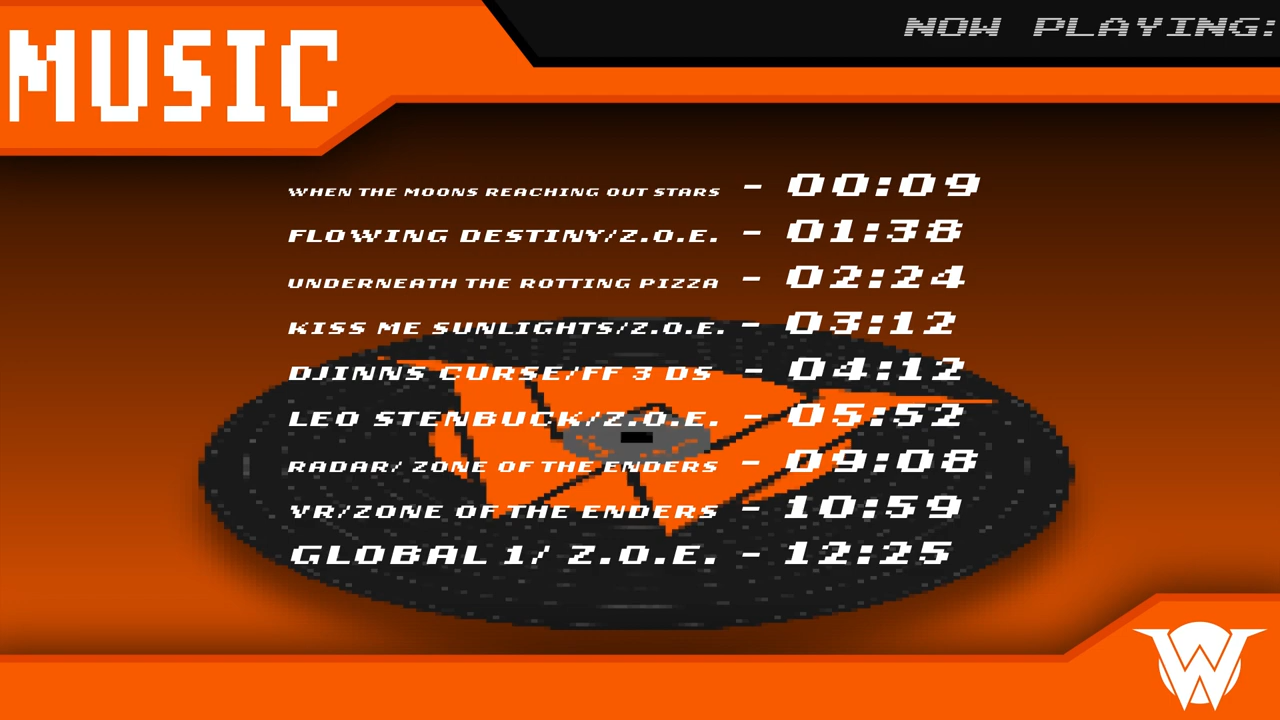 MUSIC
NOW PLAYING:
WHEN THE MOONS REACHING OUT STARS - 00:09
FLOWING DESTINY/Z.O.E. - 01:38
UNDERNEATH THE ROTTING PIZZA - 02:24
KISS ME SUNLIGHTS/Z.O.E. - 03:12
DJINNS CURSE/FF 3 DS - 04:12
LEO STENBUCK/Z.O.E. - 05:52
RADAR/ ZONE OF THE ENDERS - 09:08
VR/ZONE OF THE ENDERS - 10:59
GLOBAL 1/ Z.O.E. - 12:25
W